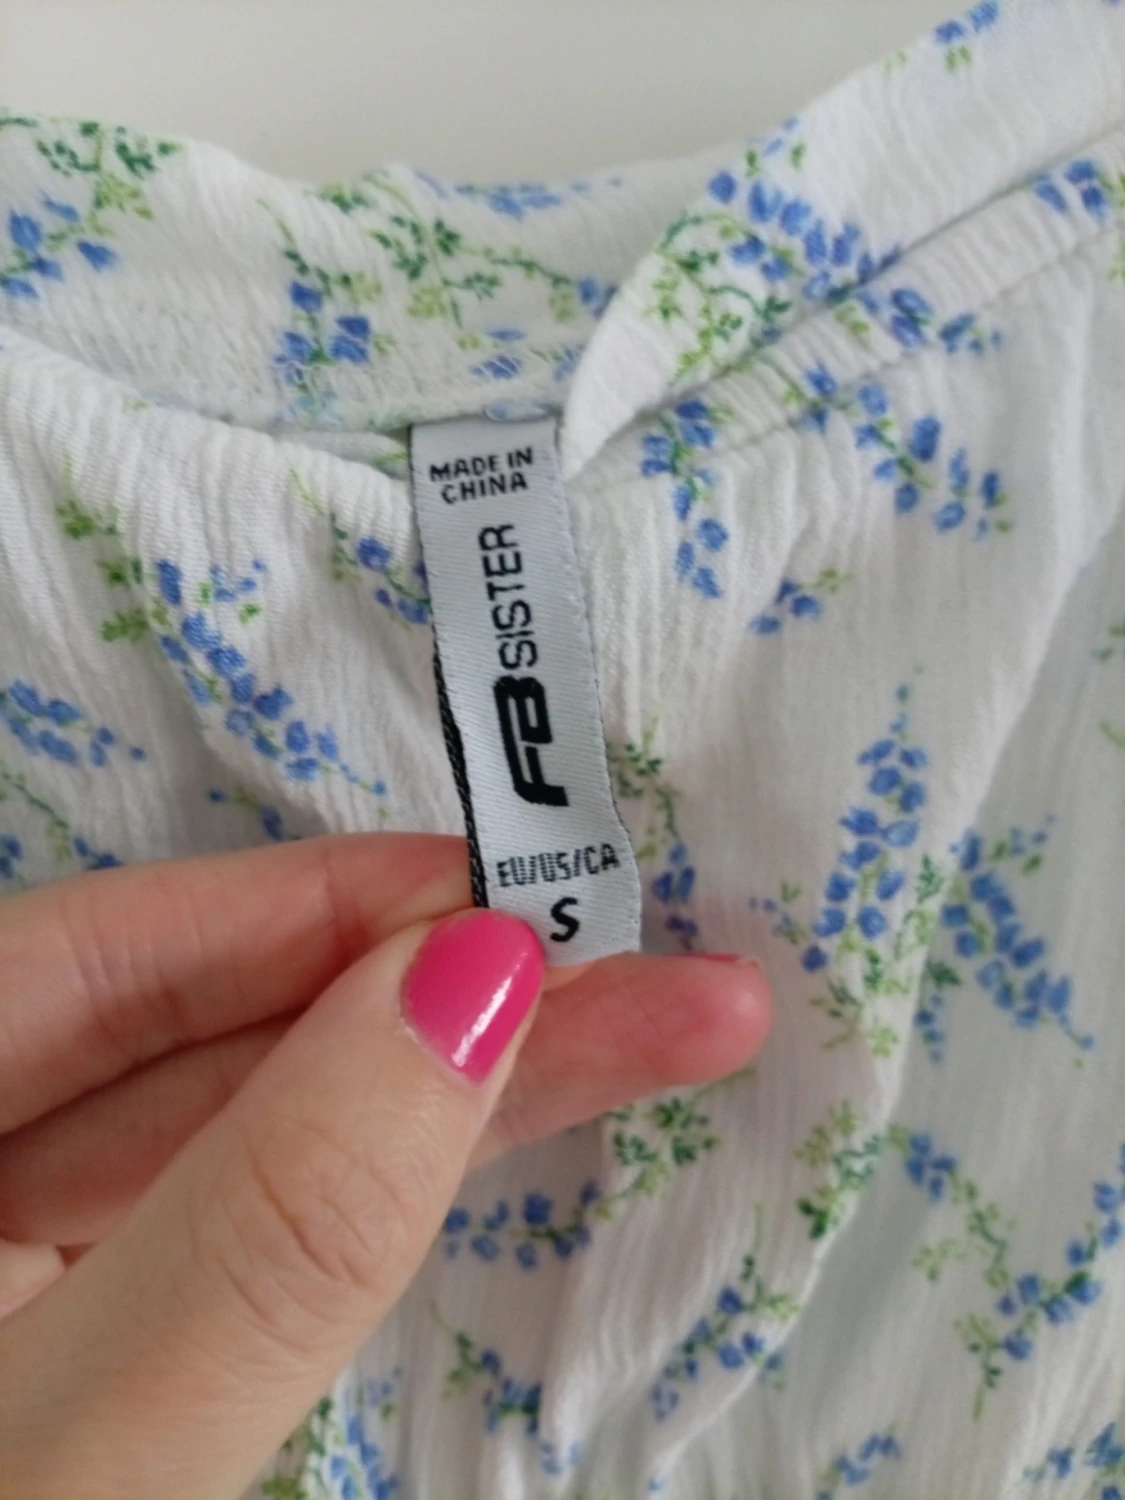 MADE IN
CHINA
FB SISTER
EU/US/CA
S